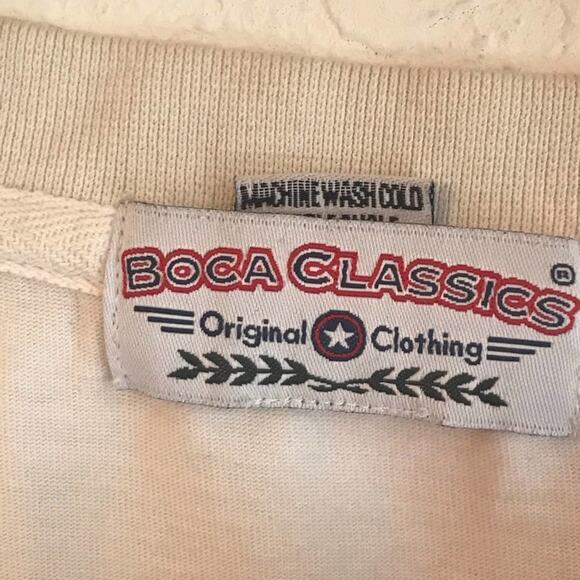 MACHINE WASH COLD
BOCA CLASSICS ®
Original Clothing